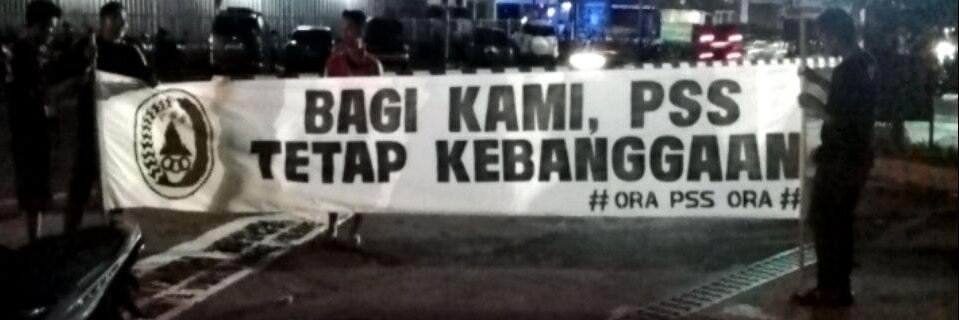 BAGI KAMI, PSS
TETAP KEBANGGAAN
# ORA PSS ORA #